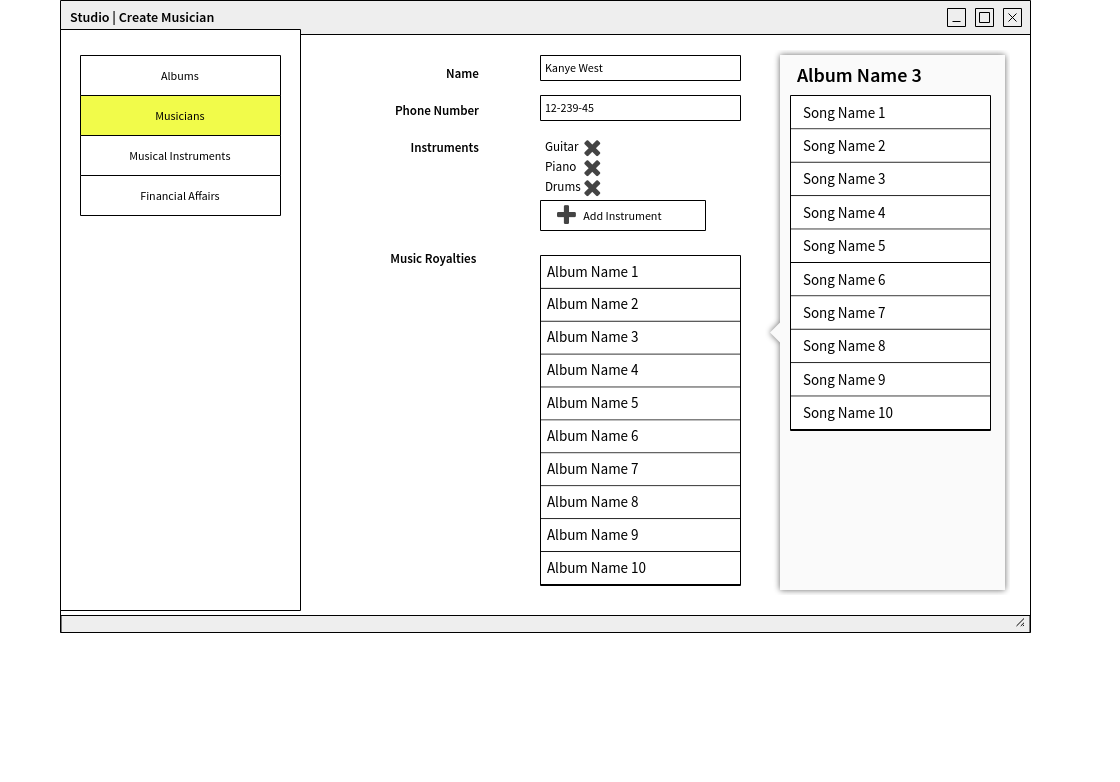 Studio | Create Musician
Albums
Musicians
Musical Instruments
Financial Affairs
Name
Kanye West
Phone Number
12-239-45
Instruments
Guitar
Piano
Drums
Add Instrument
Music Royalties
Album Name 1
Album Name 2
Album Name 3
Album Name 4
Album Name 5
Album Name 6
Album Name 7
Album Name 8
Album Name 9
Album Name 10
Album Name 3
Song Name 1
Song Name 2
Song Name 3
Song Name 4
Song Name 5
Song Name 6
Song Name 7
Song Name 8
Song Name 9
Song Name 10